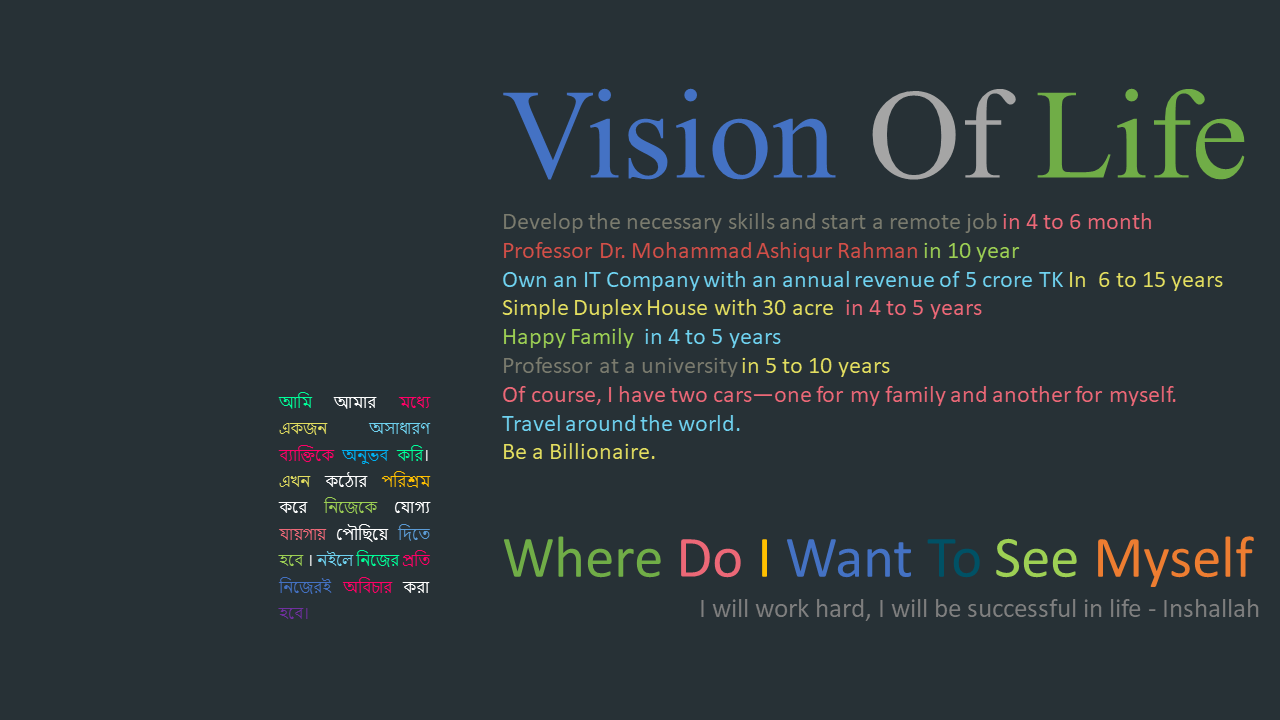 Vision Of Life
Develop the necessary skills and start a remote job in 4 to 6 month
Professor Dr. Mohammad Ashiqur Rahman in 10 year
Own an IT Company with an annual revenue of 5 crore TK In 6 to 15 years
Simple Duplex House with 30 acre in 4 to 5 years
Happy Family in 4 to 5 years
Professor at a university in 5 to 10 years
Of course, I have two cars—one for my family and another for myself.
Travel around the world.
Be a Billionaire.
আমি আমার মধ্যে
একজন অসাধারণ
ব্যাক্তিকে অনুভব করি।
এখন কঠোর পরিশ্রম
করে নিজেকে যোগ্য
যায়গায় পৌছিয়ে দিতে
হবে । নইলে নিজের প্রতি
নিজেরই অবিচার করা
হবে।
Where Do I Want To See Myself
I will work hard, I will be successful in life - Inshallah